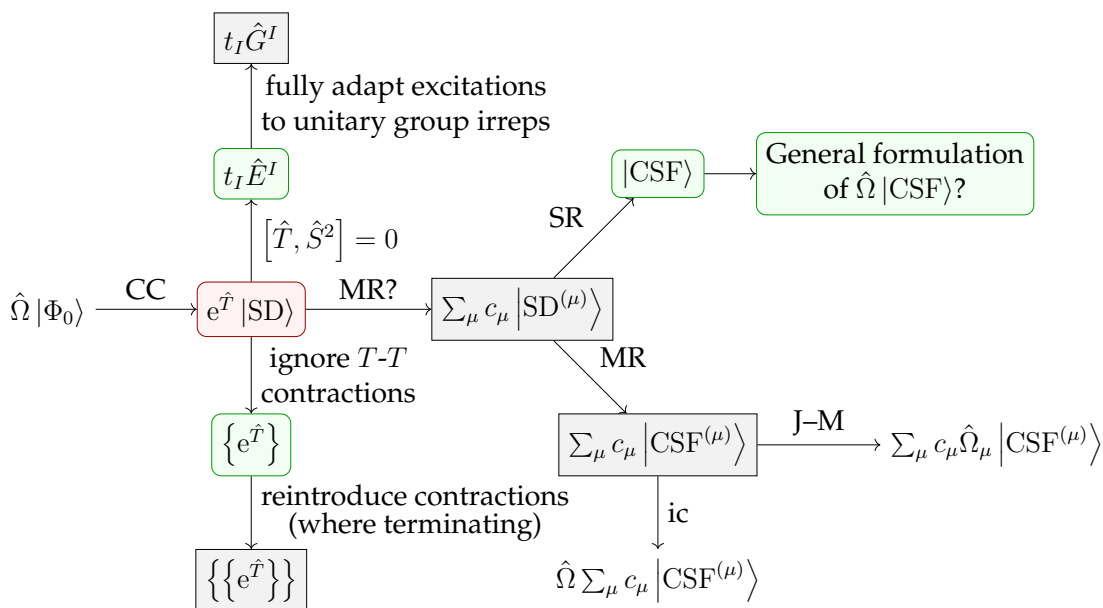 t_I Ĝ^I
fully adapt excitations
to unitary group irreps
t_I Ê^I
|CSF⟩
General formulation
of Ω̂ |CSF⟩?
SR
[T̂, Ŝ²] = 0
Ω̂ |Φ₀⟩
CC
e^T̂ |SD⟩
MR?
∑_μ c_μ |SD^(μ)⟩
ignore T-T
contractions
MR
{e^T̂}
∑_μ c_μ |CSF^(μ)⟩
J–M
∑_μ c_μ Ω̂_μ |CSF^(μ)⟩
reintroduce contractions
(where terminating)
ic
{{e^T̂}}
Ω̂ ∑_μ c_μ |CSF^(μ)⟩